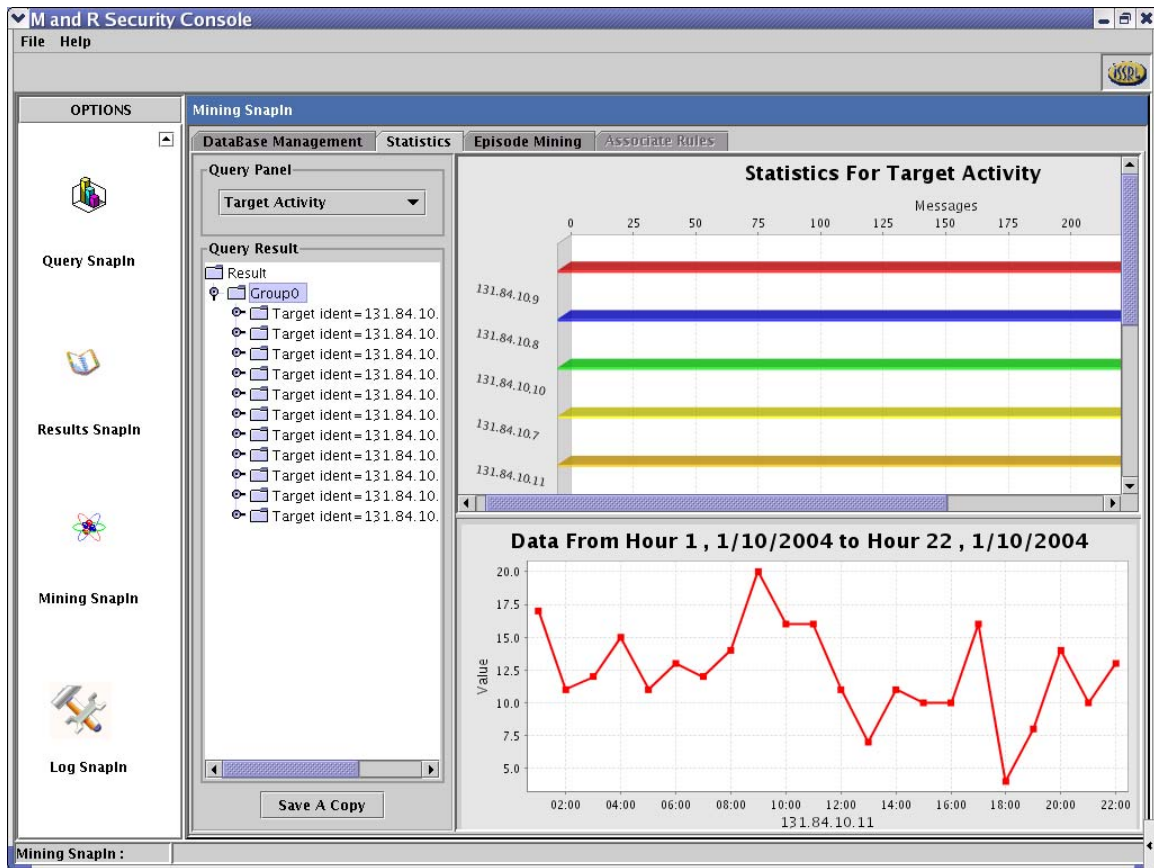 M and R Security Console
File Help
ISSRL
OPTIONS
Query SnapIn
Results SnapIn
Mining SnapIn
Log SnapIn
Mining SnapIn
DataBase Management Statistics Episode Mining Associate Rules
Query Panel
Target Activity
Query Result
Result
Group0
Target ident=131.84.10.
Target ident=131.84.10.
Target ident=131.84.10.
Target ident=131.84.10.
Target ident=131.84.10.
Target ident=131.84.10.
Target ident=131.84.10.
Target ident=131.84.10.
Target ident=131.84.10.
Target ident=131.84.10.
Target ident=131.84.10.
Save A Copy
Statistics For Target Activity
Messages
0 25 50 75 100 125 150 175 200
131.84.10.9
131.84.10.8
131.84.10.10
131.84.10.7
131.84.10.11
Data From Hour 1 , 1/10/2004 to Hour 22 , 1/10/2004
Value
20.0
17.5
15.0
12.5
10.0
7.5
5.0
02:00 04:00 06:00 08:00 10:00 12:00 14:00 16:00 18:00 20:00 22:00
131.84.10.11
Mining SnapIn :